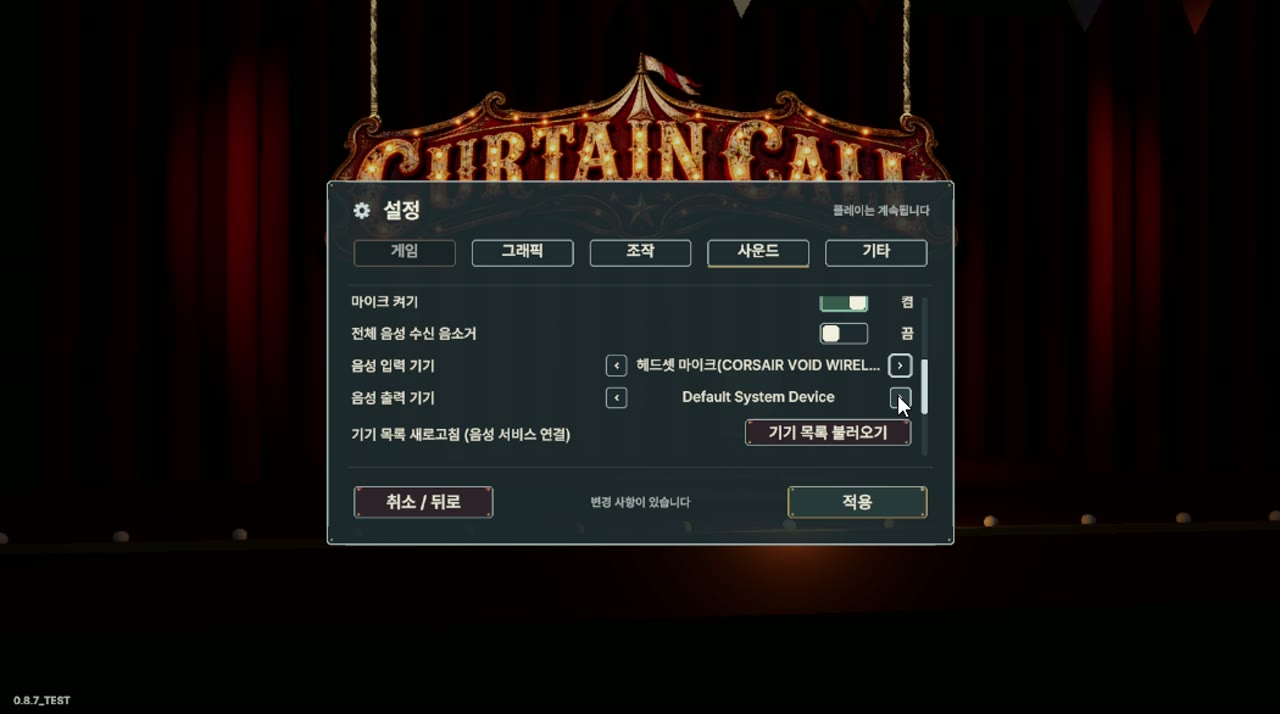 CURTAIN CALL
설정
플레이는 계속됩니다
게임 그래픽 조작 사운드 기타
마이크 켜기 켬
전체 음성 수신 음소거 끔
음성 입력 기기 헤드셋 마이크(CORSAIR VOID WIREL...
음성 출력 기기 Default System Device
기기 목록 새로고침 (음성 서비스 연결) 기기 목록 불러오기
취소 / 뒤로 변경 사항이 있습니다 적용
0.8.7_TEST